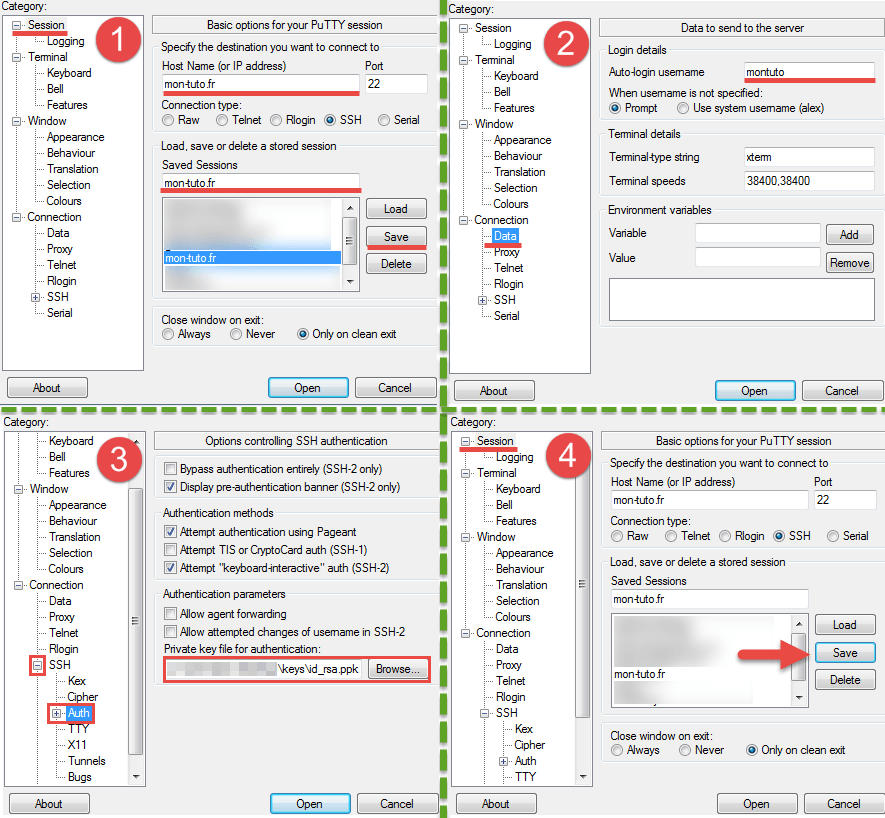 Category:
Session
Logging
Terminal
Keyboard
Bell
Features
Window
Appearance
Behaviour
Translation
Selection
Colours
Connection
Data
Proxy
Telnet
Rlogin
SSH
Serial
1
Basic options for your PuTTY session
Specify the destination you want to connect to
Host Name (or IP address) Port
mon-tuto.fr 22
Connection type:
Raw Telnet Rlogin SSH Serial
Load, save or delete a stored session
Saved Sessions
mon-tuto.fr
Load
Save
mon-tuto.fr
Delete
Close window on exit:
Always Never Only on clean exit
About Open Cancel
Category:
Session
Logging
Terminal
Keyboard
Bell
Features
Window
Appearance
Behaviour
Translation
Selection
Colours
Connection
Data
Proxy
Telnet
Rlogin
SSH
Serial
2
Data to send to the server
Login details
Auto-login username montuto
When username is not specified:
Prompt Use system username (alex)
Terminal details
Terminal-type string xterm
Terminal speeds 38400,38400
Environment variables
Variable Add
Value Remove
About Open Cancel
Category:
Keyboard
Bell
Features
Window
Appearance
Behaviour
Translation
Selection
Colours
Connection
Data
Proxy
Telnet
Rlogin
SSH
Kex
Cipher
Auth
TTY
X11
Tunnels
Bugs
3
Options controlling SSH authentication
Bypass authentication entirely (SSH-2 only)
Display pre-authentication banner (SSH-2 only)
Authentication methods
Attempt authentication using Pageant
Attempt TIS or CryptoCard auth (SSH-1)
Attempt "keyboard-interactive" auth (SSH-2)
Authentication parameters
Allow agent forwarding
Allow attempted changes of username in SSH-2
Private key file for authentication:
\keys\id_rsa.ppk Browse...
About Open Cancel
Category:
Session
Logging
Terminal
Keyboard
Bell
Features
Window
Appearance
Behaviour
Translation
Selection
Colours
Connection
Data
Proxy
Telnet
Rlogin
SSH
Kex
Cipher
Auth
TTY
4
Basic options for your PuTTY session
Specify the destination you want to connect to
Host Name (or IP address) Port
mon-tuto.fr 22
Connection type:
Raw Telnet Rlogin SSH Serial
Load, save or delete a stored session
Saved Sessions
mon-tuto.fr
Load
Save
mon-tuto.fr
Delete
Close window on exit:
Always Never Only on clean exit
About Open Cancel